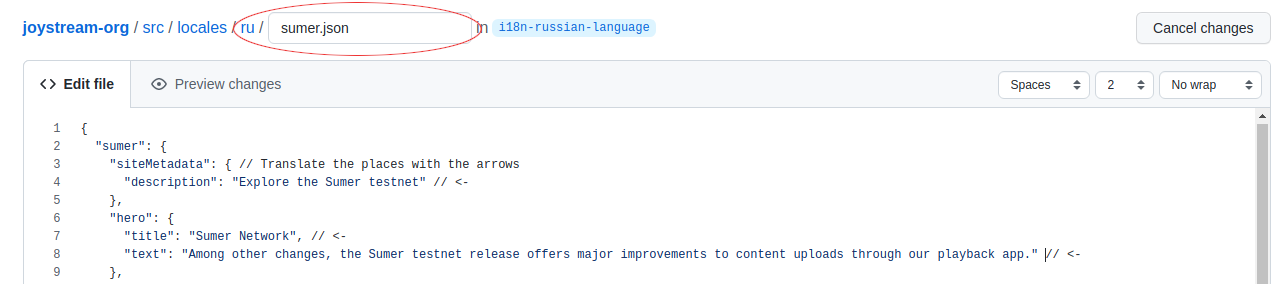 joystream-org / src / locales / ru / sumer.json in i18n-russian-language Cancel changes
Edit file Preview changes Spaces 2 No wrap
1 {
2 "sumer": {
3 "siteMetadata": { // Translate the places with the arrows
4 "description": "Explore the Sumer testnet" // <-
5 },
6 "hero": {
7 "title": "Sumer Network", // <-
8 "text": "Among other changes, the Sumer testnet release offers major improvements to content uploads through our playback app." // <-
9 },